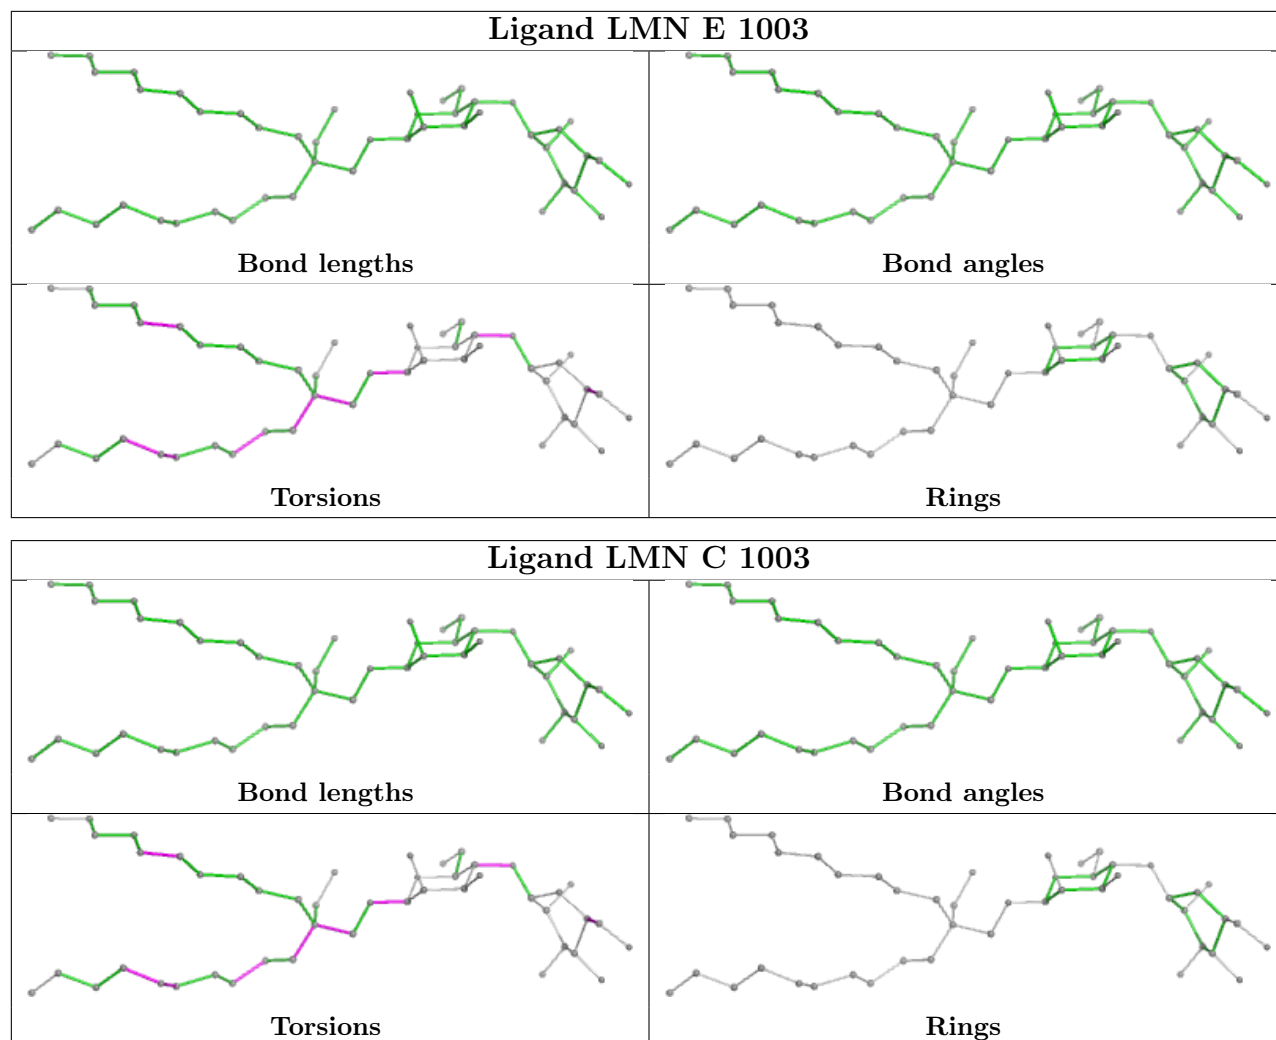 Ligand LMN E 1003
Bond lengths
Bond angles
Torsions
Rings
Ligand LMN C 1003
Bond lengths
Bond angles
Torsions
Rings